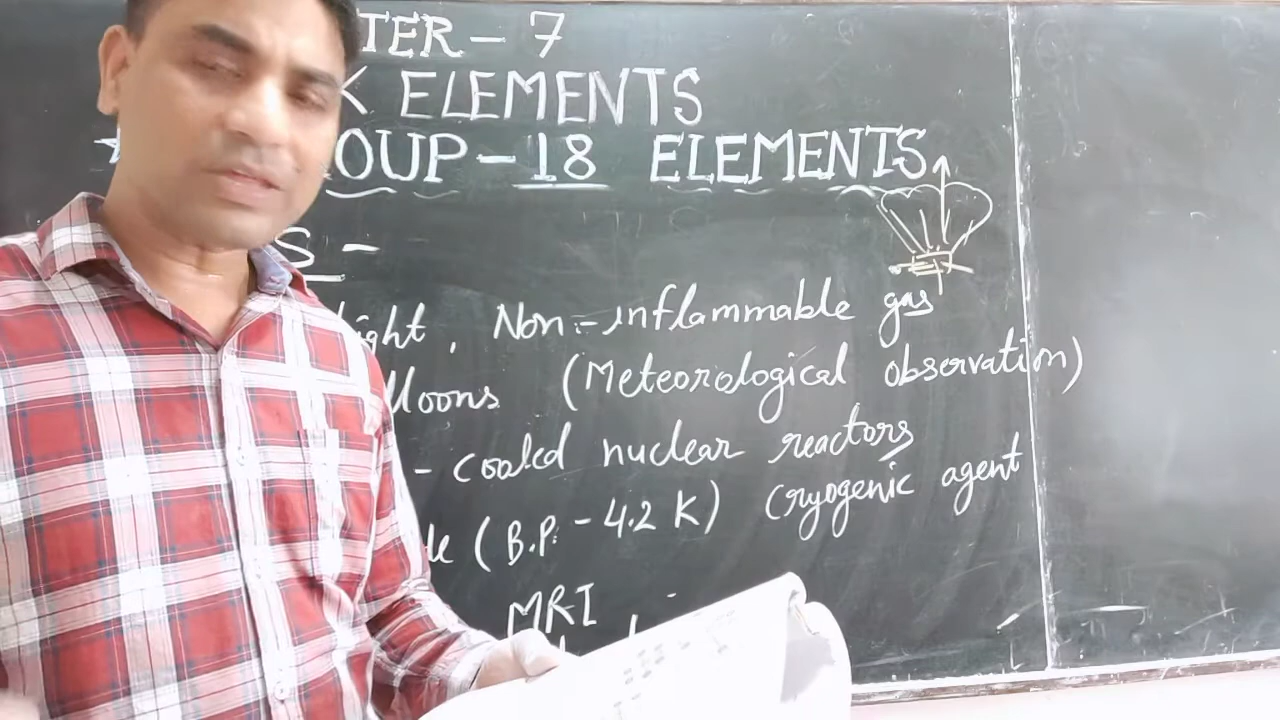 TER - 7
K ELEMENTS
OUP - 18 ELEMENTS
S -
ight, Non-inflammable gas
lloons (Meteorological observation)
- cooled nuclear reactors
le (B.P. - 4.2 K) Cryogenic agent
MRI